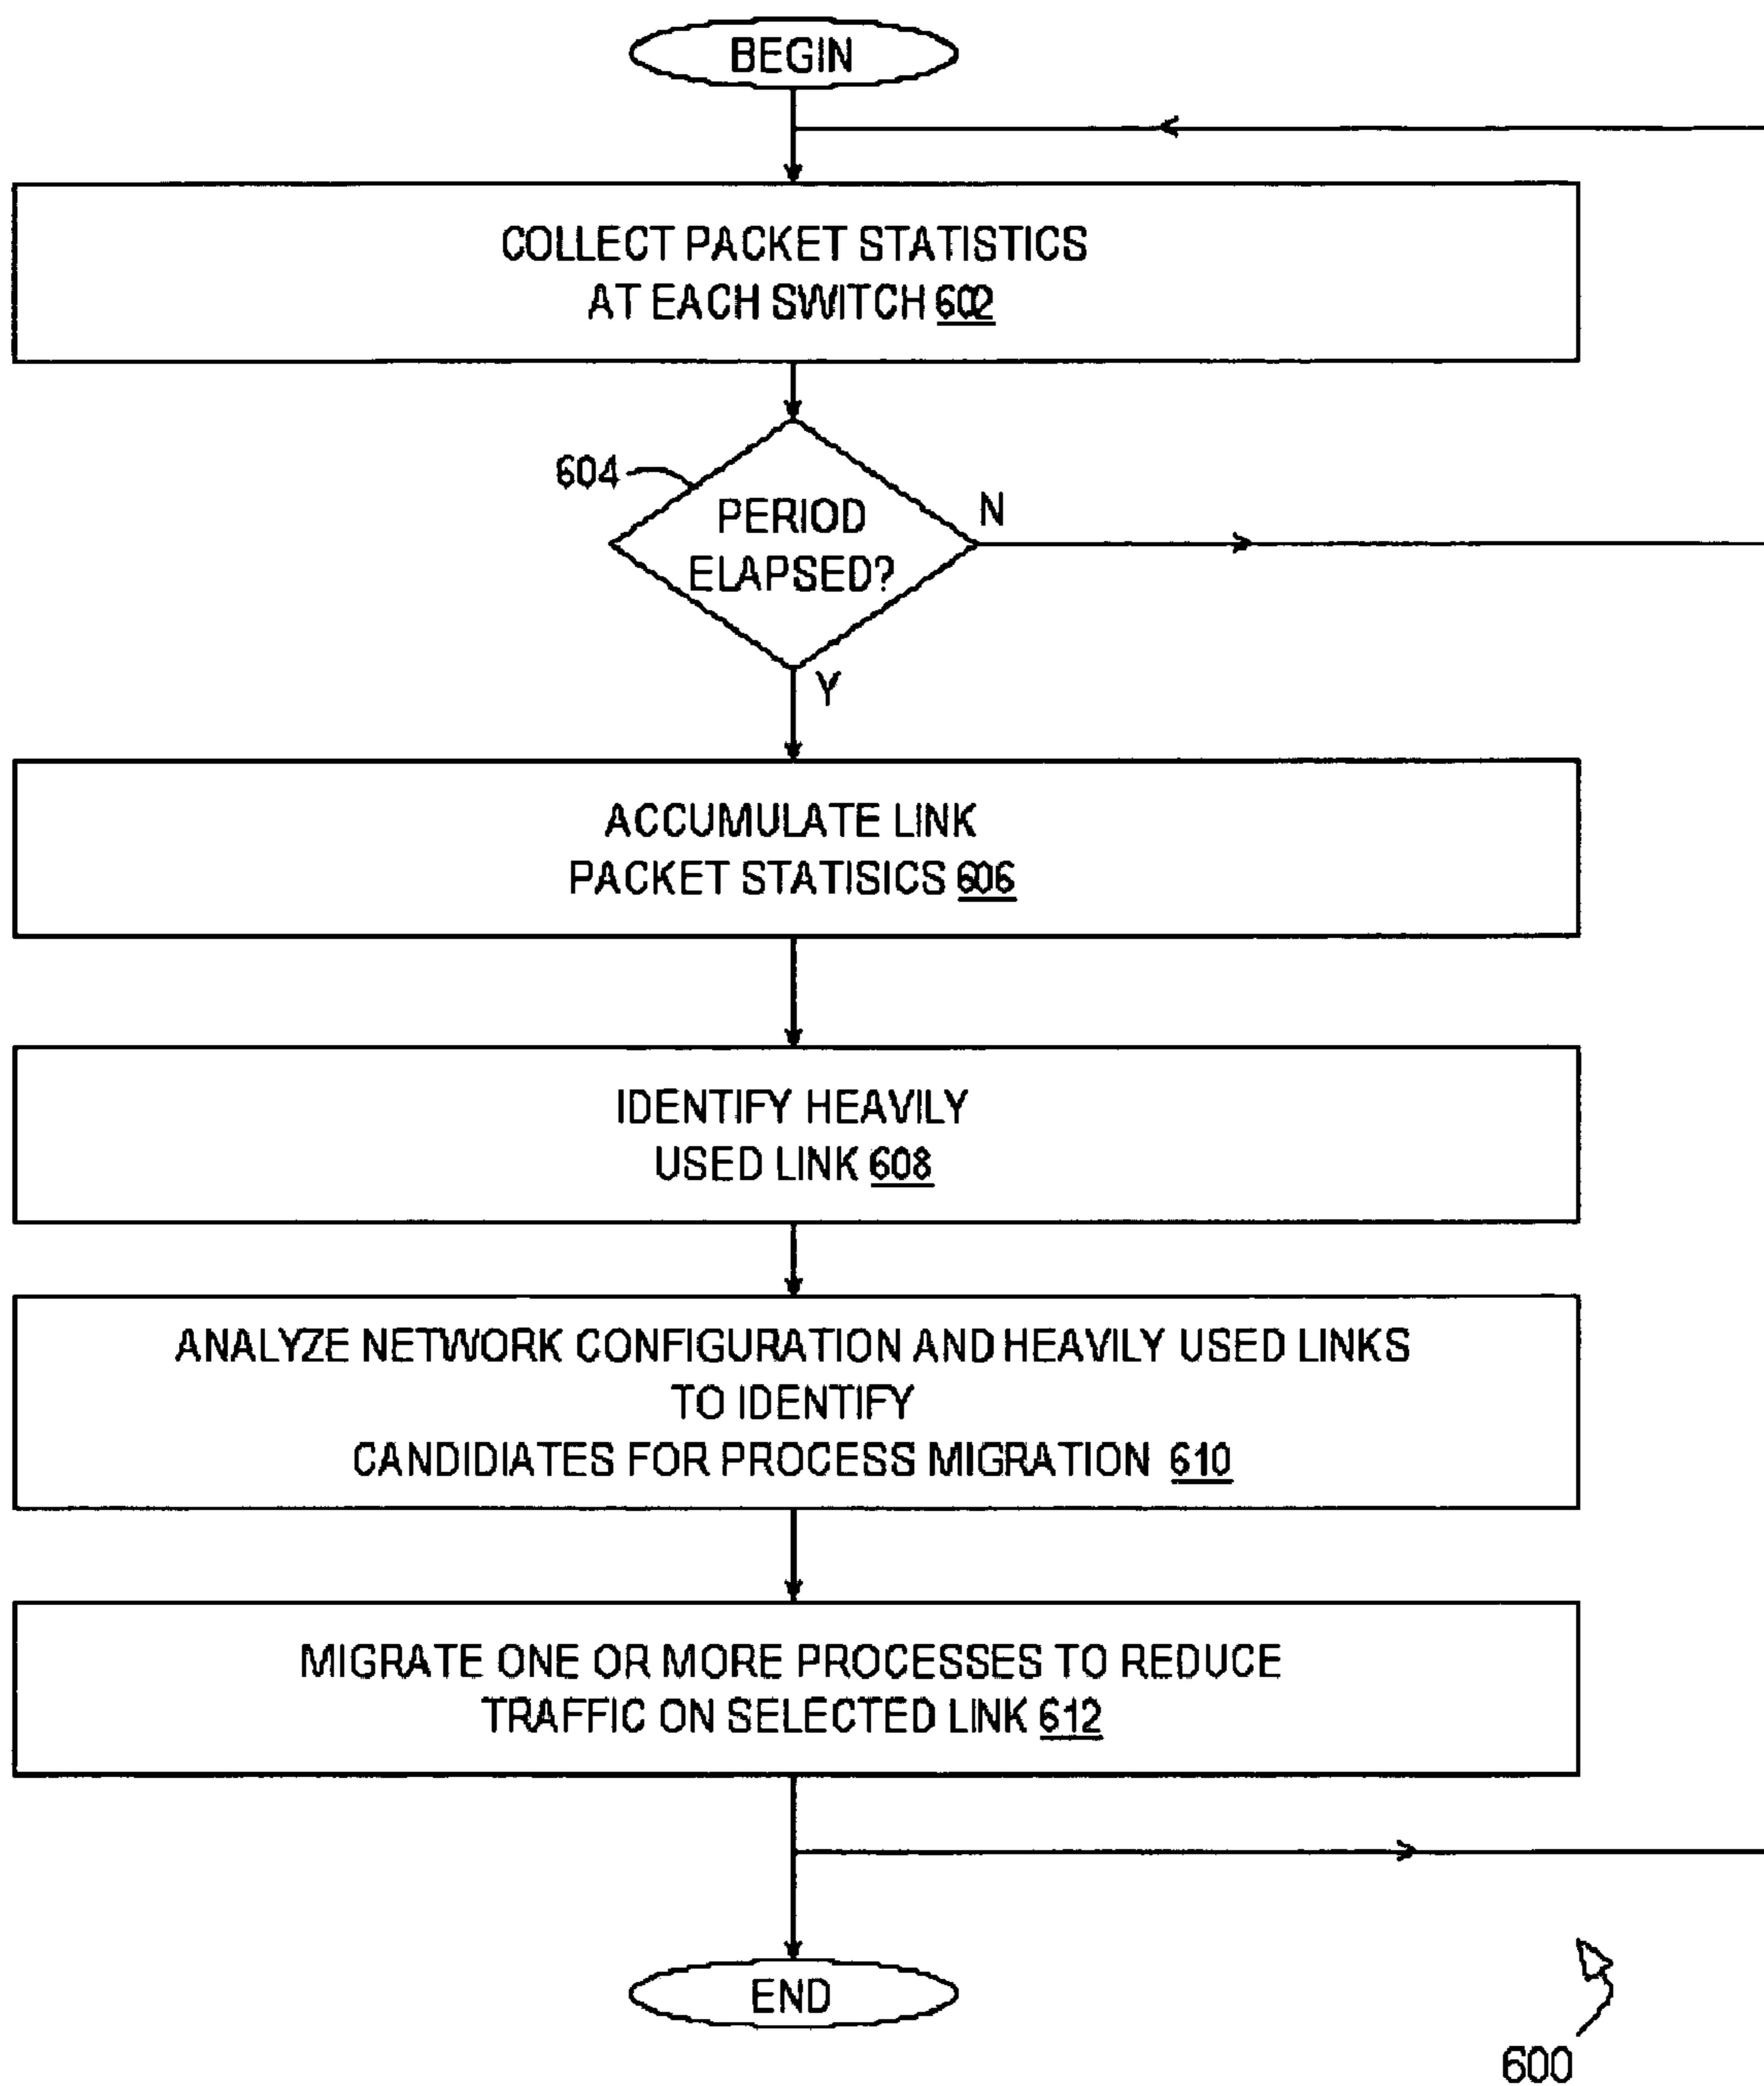 BEGIN
COLLECT PACKET STATISTICS
AT EACH SWITCH 602
604
PERIOD
ELAPSED?
N
Y
ACCUMULATE LINK
PACKET STATISICS 606
IDENTIFY HEAVILY
USED LINK 608
ANALYZE NETWORK CONFIGURATION AND HEAVILY USED LINKS
TO IDENTIFY
CANDIDIATES FOR PROCESS MIGRATION 610
MIGRATE ONE OR MORE PROCESSES TO REDUCE
TRAFFIC ON SELECTED LINK 612
END
600